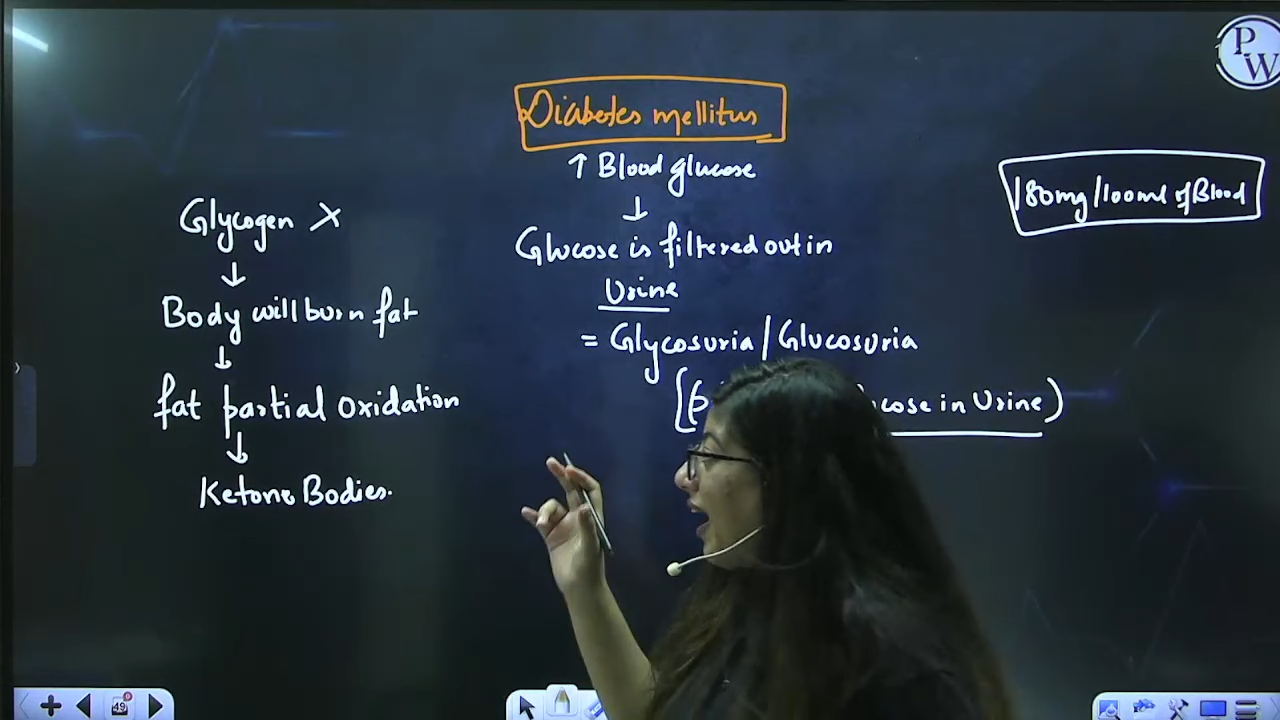 PW
Diabetes mellitus
↑ Blood glucose
↓
Glucose is filtered out in
Urine
= Glycosuria / Glucosuria
in Urine)
180mg/100ml of Blood
Glycogen ×
↓
Body will burn fat
↓
fat partial oxidation
↓
Ketone Bodies.
49